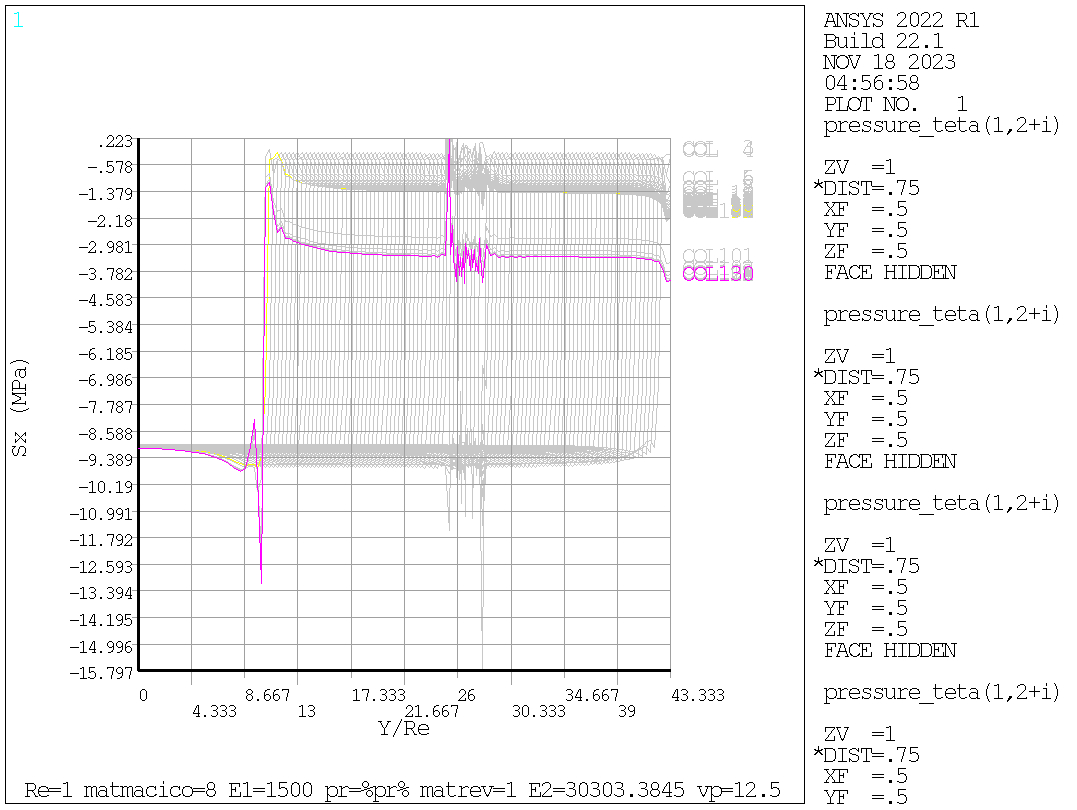 1
ANSYS 2022 R1
Build 22.1
NOV 18 2023
04:56:58
PLOT NO.   1
pressure_teta(1,2+i)
ZV  =1
*DIST=.75
XF  =.5
YF  =.5
ZF  =.5
FACE HIDDEN
pressure_teta(1,2+i)
ZV  =1
*DIST=.75
XF  =.5
YF  =.5
ZF  =.5
FACE HIDDEN
pressure_teta(1,2+i)
ZV  =1
*DIST=.75
XF  =.5
YF  =.5
ZF  =.5
FACE HIDDEN
pressure_teta(1,2+i)
ZV  =1
*DIST=.75
XF  =.5
YF  =.5
.223
-.578
-1.379
-2.18
-2.981
-3.782
-4.583
-5.384
-6.185
-6.986
-7.787
-8.588
-9.389
-10.19
-10.991
-11.792
-12.593
-13.394
-14.195
-14.996
-15.797
Sx (MPa)
COL
COL
COL101
COL130
0
4.333
8.667
13
17.333
21.667
26
30.333
34.667
39
43.333
Y/Re
Re=1 matmacico=8 E1=1500 pr=%pr% matrev=1 E2=30303.3845 vp=12.5